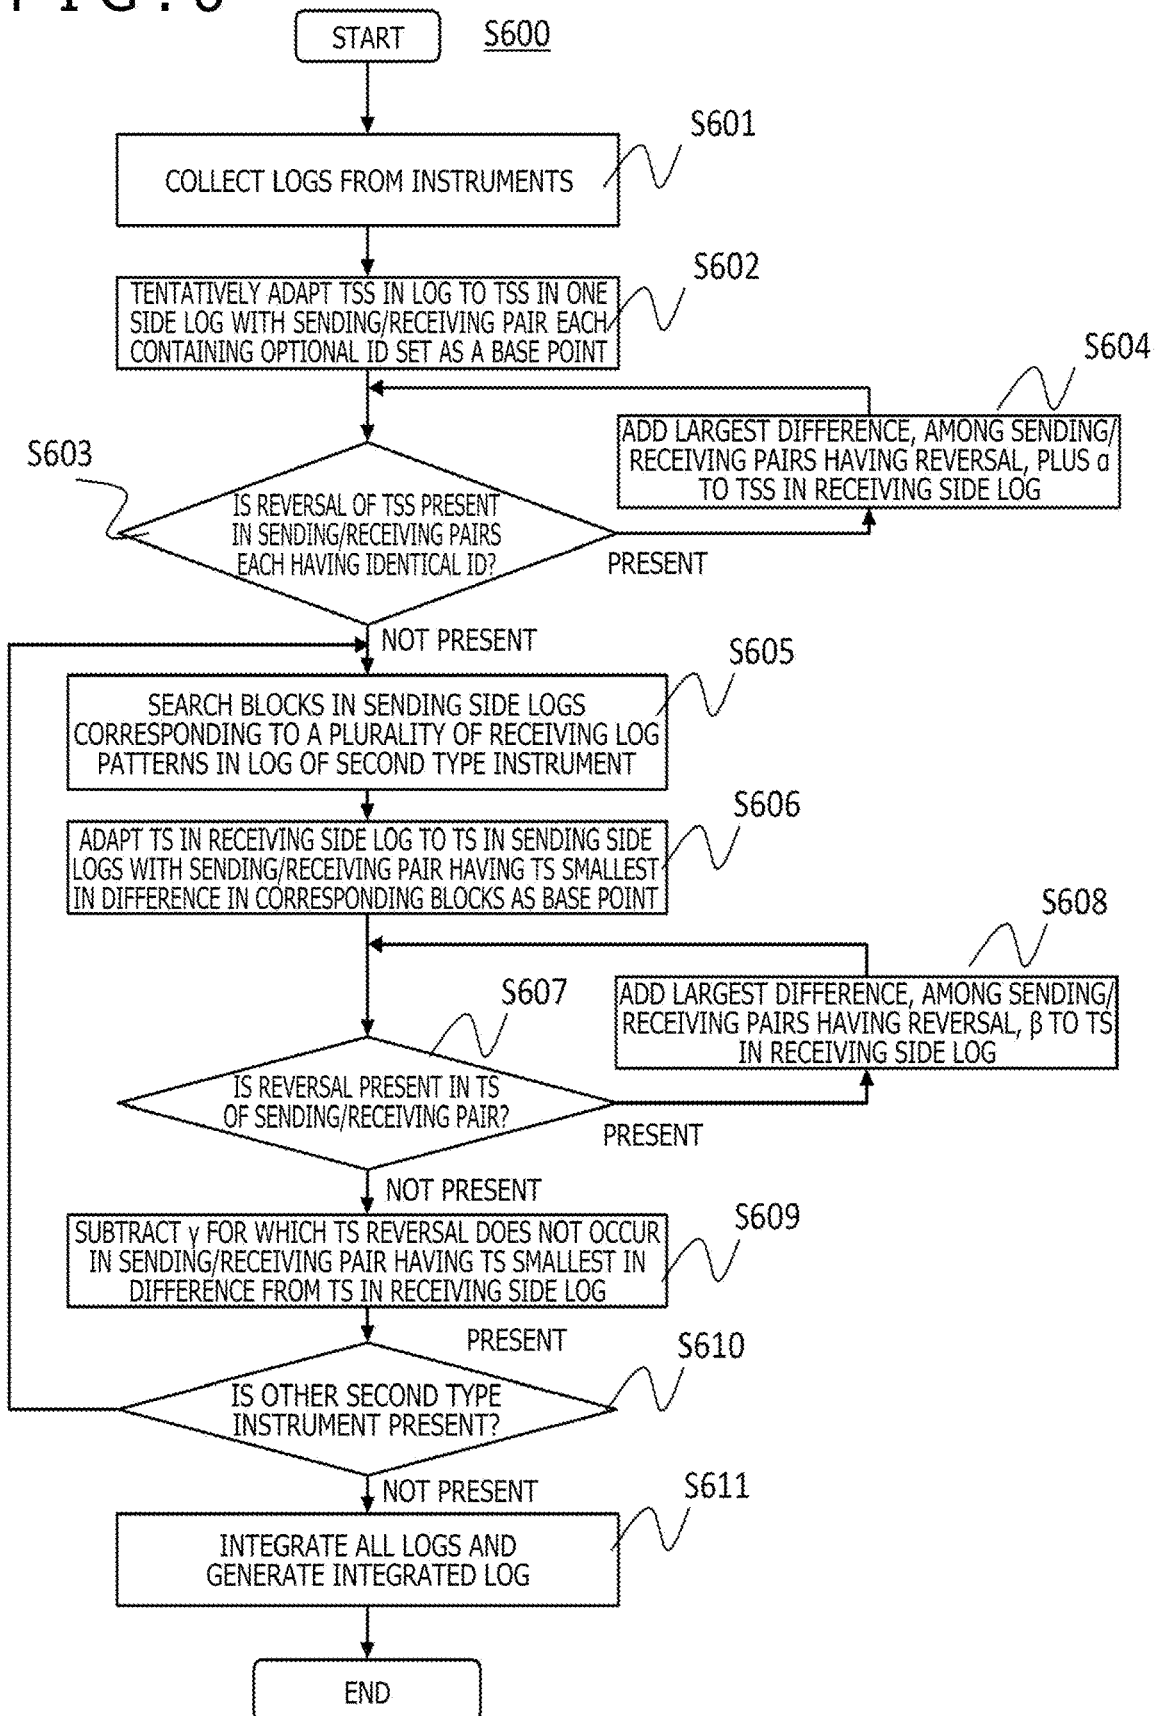 START
S600
S601
COLLECT LOGS FROM INSTRUMENTS
S602
TENTATIVELY ADAPT TSS IN LOG TO TSS IN ONE
SIDE LOG WITH SENDING/RECEIVING PAIR EACH
CONTAINING OPTIONAL ID SET AS A BASE POINT
S604
ADD LARGEST DIFFERENCE, AMONG SENDING/
RECEIVING PAIRS HAVING REVERSAL, PLUS α
TO TSS IN RECEIVING SIDE LOG
S603
IS REVERSAL OF TSS PRESENT
IN SENDING/RECEIVING PAIRS
EACH HAVING IDENTICAL ID?
PRESENT
NOT PRESENT
S605
SEARCH BLOCKS IN SENDING SIDE LOGS
CORRESPONDING TO A PLURALITY OF RECEIVING LOG
PATTERNS IN LOG OF SECOND TYPE INSTRUMENT
S606
ADAPT TS IN RECEIVING SIDE LOG TO TS IN SENDING SIDE
LOGS WITH SENDING/RECEIVING PAIR HAVING TS SMALLEST
IN DIFFERENCE IN CORRESPONDING BLOCKS AS BASE POINT
S608
ADD LARGEST DIFFERENCE, AMONG SENDING/
RECEIVING PAIRS HAVING REVERSAL, β TO TS
IN RECEIVING SIDE LOG
S607
IS REVERSAL PRESENT IN TS
OF SENDING/RECEIVING PAIR?
PRESENT
NOT PRESENT
S609
SUBTRACT γ FOR WHICH TS REVERSAL DOES NOT OCCUR
IN SENDING/RECEIVING PAIR HAVING TS SMALLEST IN
DIFFERENCE FROM TS IN RECEIVING SIDE LOG
PRESENT
S610
IS OTHER SECOND TYPE
INSTRUMENT PRESENT?
NOT PRESENT
S611
INTEGRATE ALL LOGS AND
GENERATE INTEGRATED LOG
END